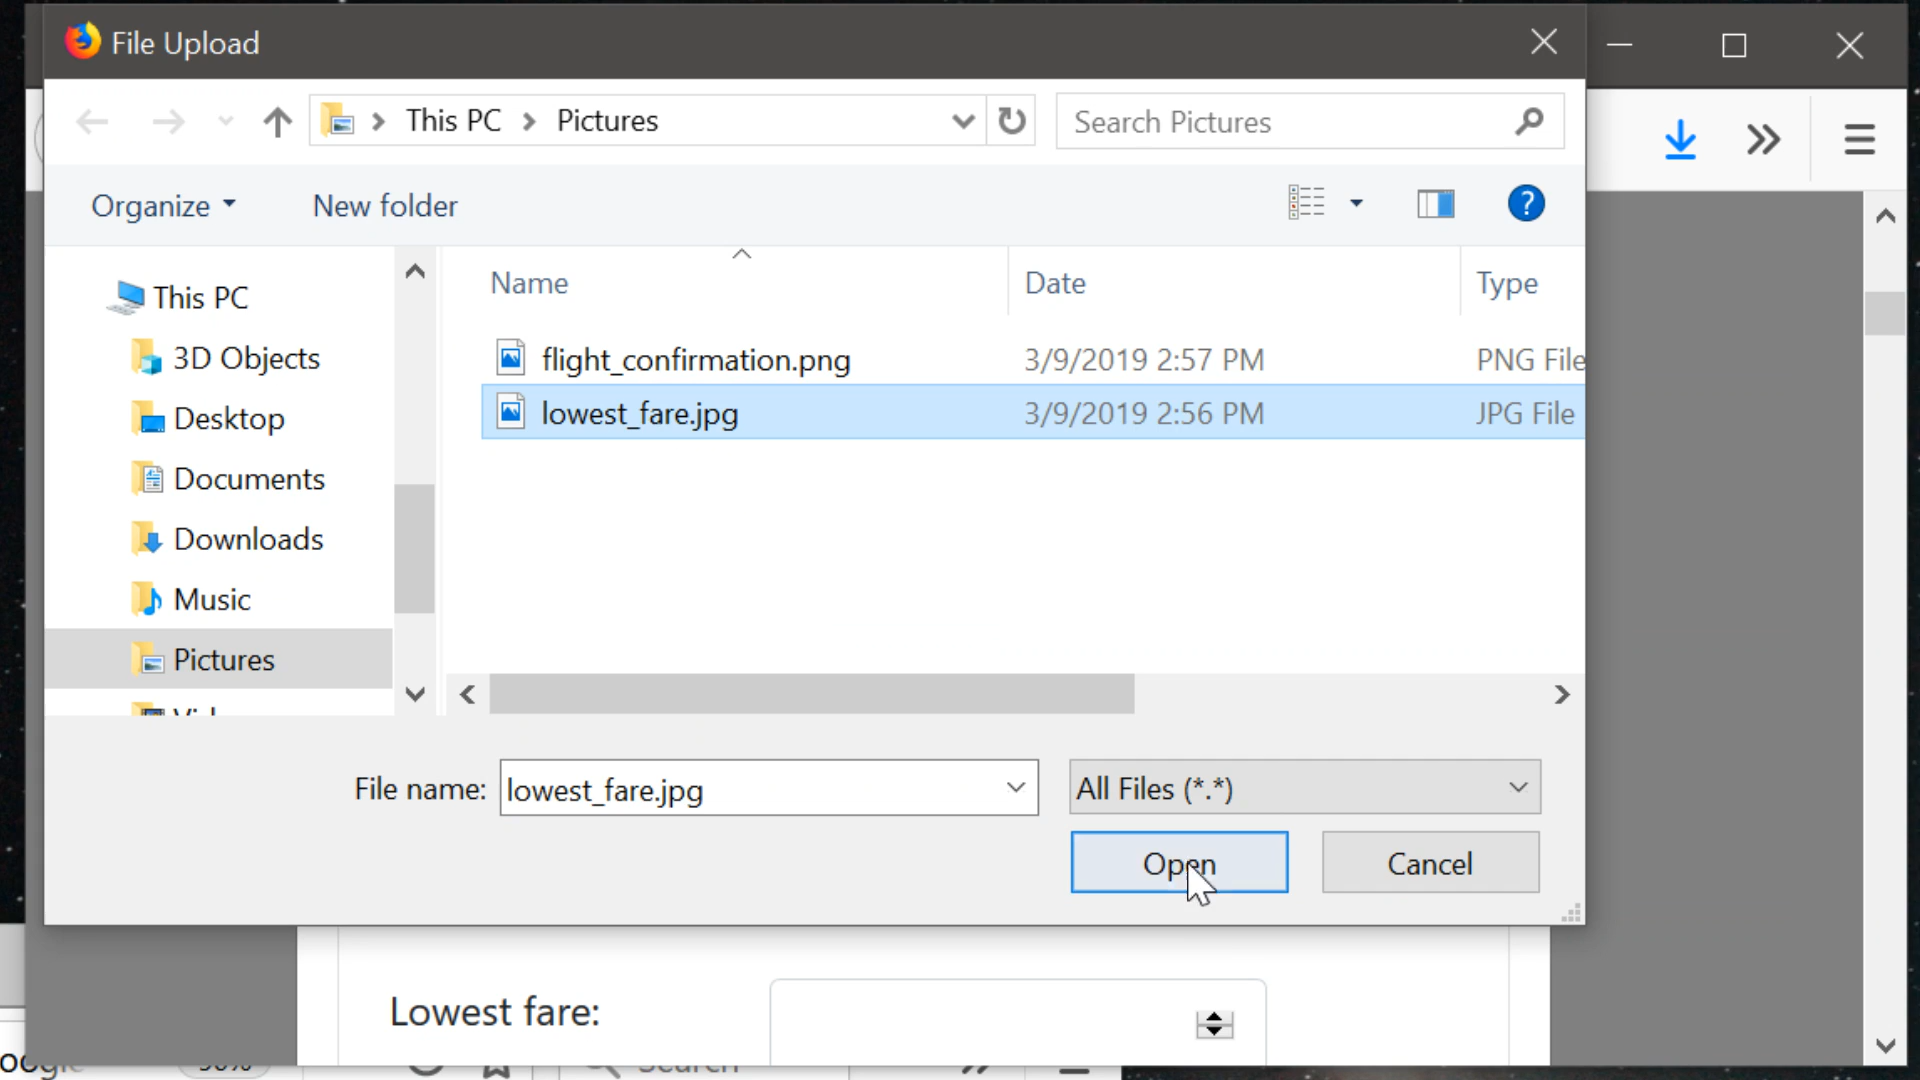 File Upload
This PC Pictures
Search Pictures
Organize
New folder
?
Name
Date
Type
This PC
3D Objects
Desktop
Documents
Downloads
Music
Pictures
flight_confirmation.png 3/9/2019 2:57 PM PNG File
lowest_fare.jpg 3/9/2019 2:56 PM JPG File
File name: lowest_fare.jpg
All Files (*.*)
Open
Cancel
Lowest fare:
Search